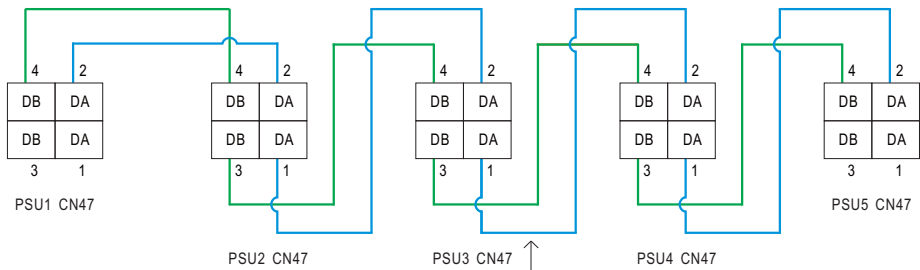 4 2 4 2 4 2 4 2 4 2
DB DA DB DA DB DA DB DA DB DA
DB DA DB DA DB DA DB DA DB DA
3 1 3 1 3 1 3 1 3 1
PSU1 CN47 PSU5 CN47
PSU2 CN47 PSU3 CN47 PSU4 CN47